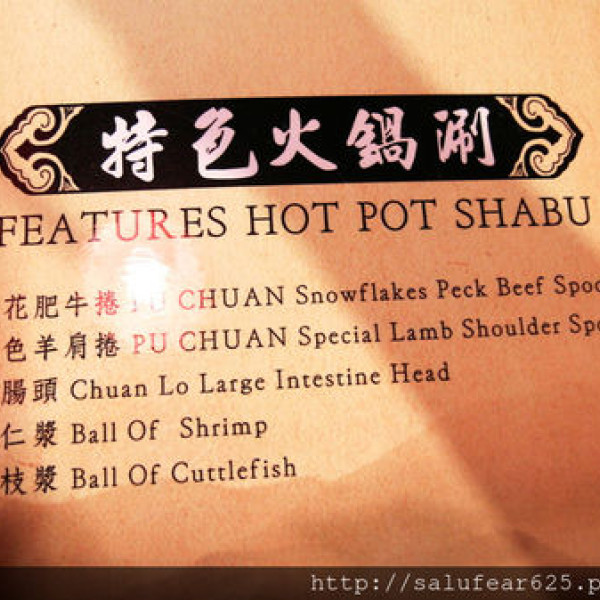 特色火鍋涮
FEATURES HOT POT SHABU
花肥牛捲 PU CHUAN Snowflakes Peck Beef Spoo
色羊肩捲 PU CHUAN Special Lamb Shoulder Spo
腸頭 Chuan Lo Large Intestine Head
仁漿 Ball Of Shrimp
枝漿 Ball Of Cuttlefish
http://salufear625.p